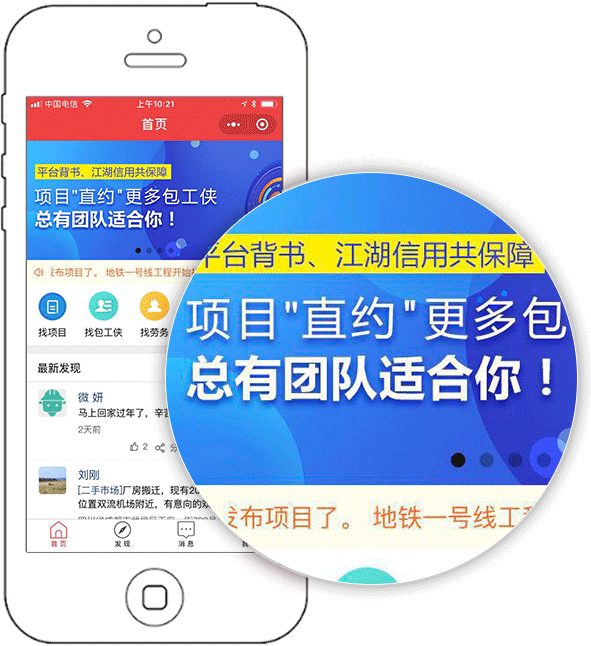 中国电信
上午10:21
首页
平台背书、江湖信用共保障
项目"直约"更多包工侠
总有团队适合你！
发布项目了。 地铁一号线工程开始
找项目
找包工侠
找劳务
最新发现
微 妍
马上回家过年了，辛苦
2天前
2
分
刘刚
[二手市场]厂房搬迁，现有20
位置双流机场附近，有意向的欢
首页
发现
消息
平台背书、江湖信用共保障
项目"直约"更多包
总有团队适合你！
发布项目了。 地铁一号线工程